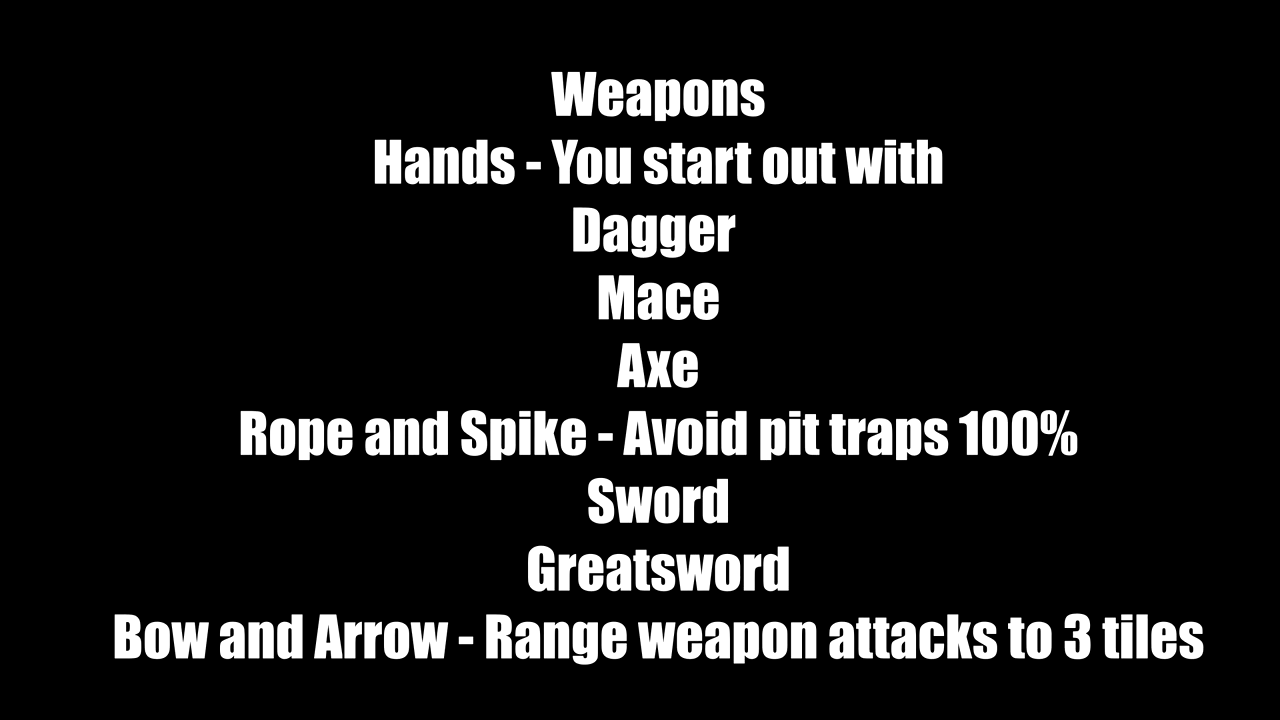 Weapons
Hands - You start out with
Dagger
Mace
Axe
Rope and Spike - Avoid pit traps 100%
Sword
Greatsword
Bow and Arrow - Range weapon attacks to 3 tiles